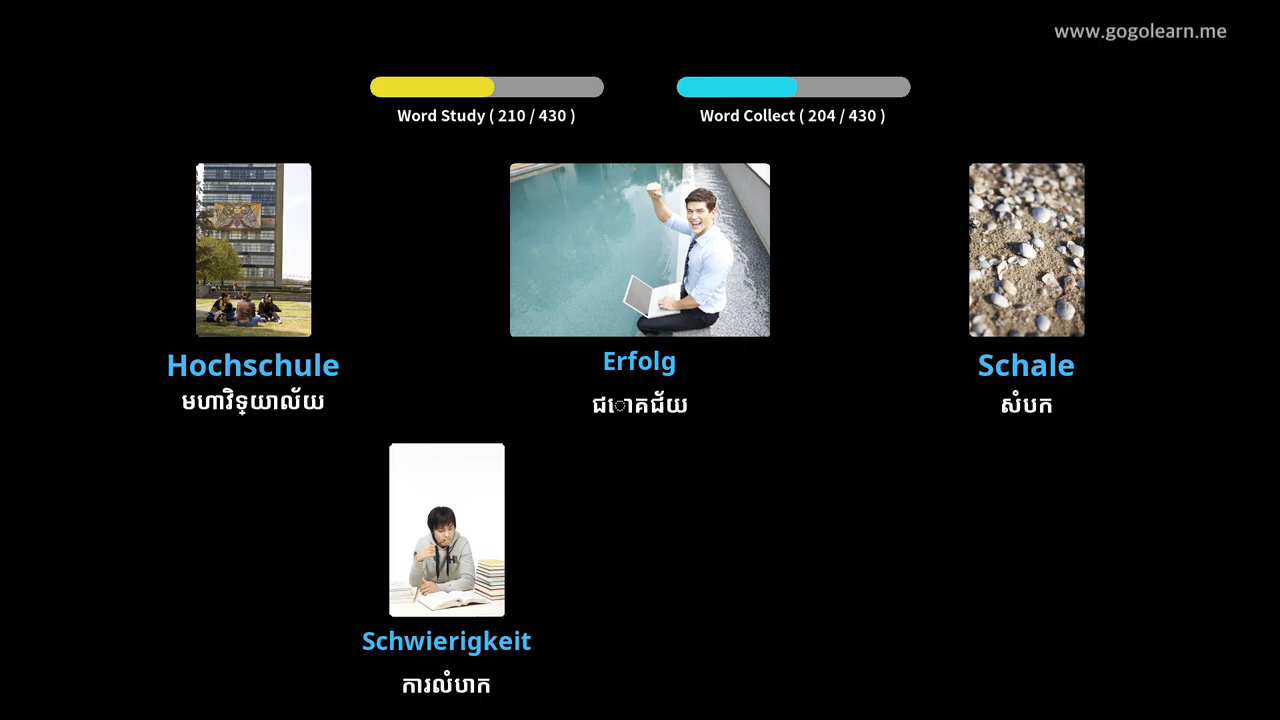 www.gogolearn.me
Word Study ( 210 / 430 )
Word Collect ( 204 / 430 )
Hochschule
មហាវិទ្យាល័យ
Erfolg
ជោគជ័យ
Schale
សំបក
Schwierigkeit
ការលំបាក